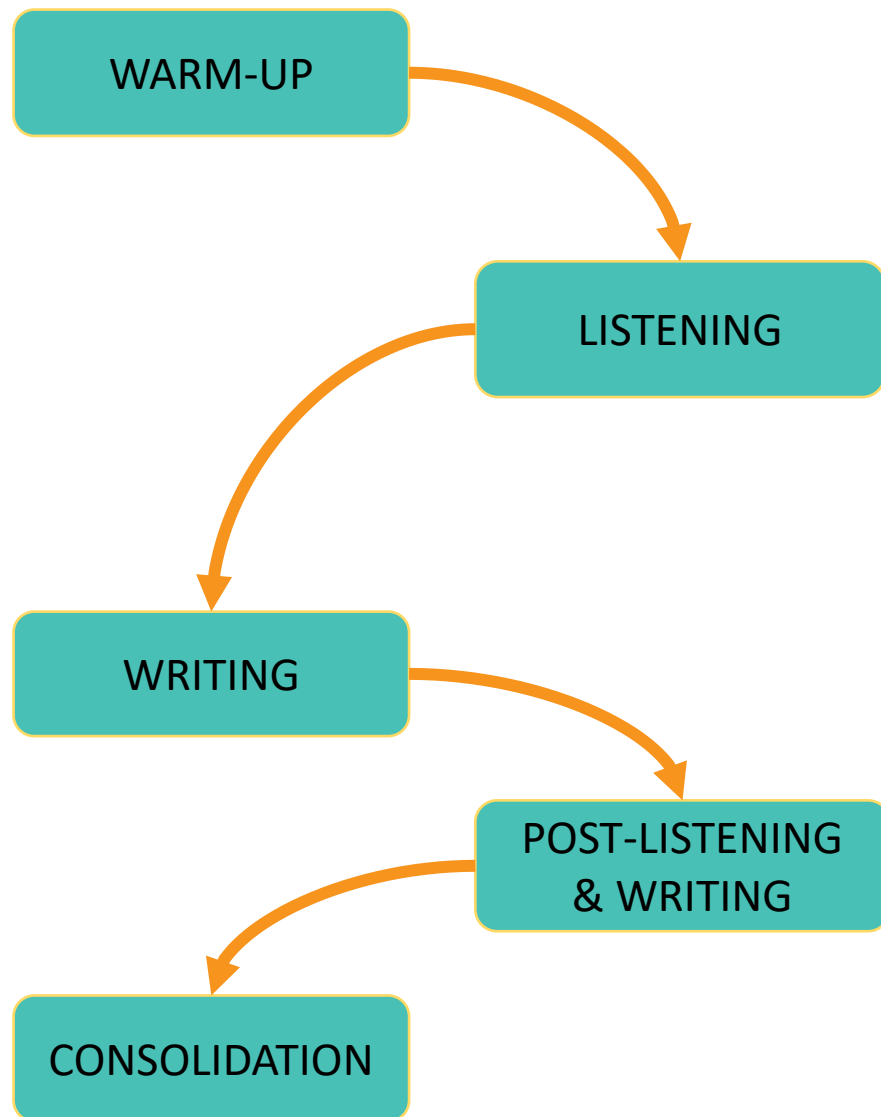 WARM-UP
LISTENING
WRITING
POST-LISTENING
& WRITING
CONSOLIDATION